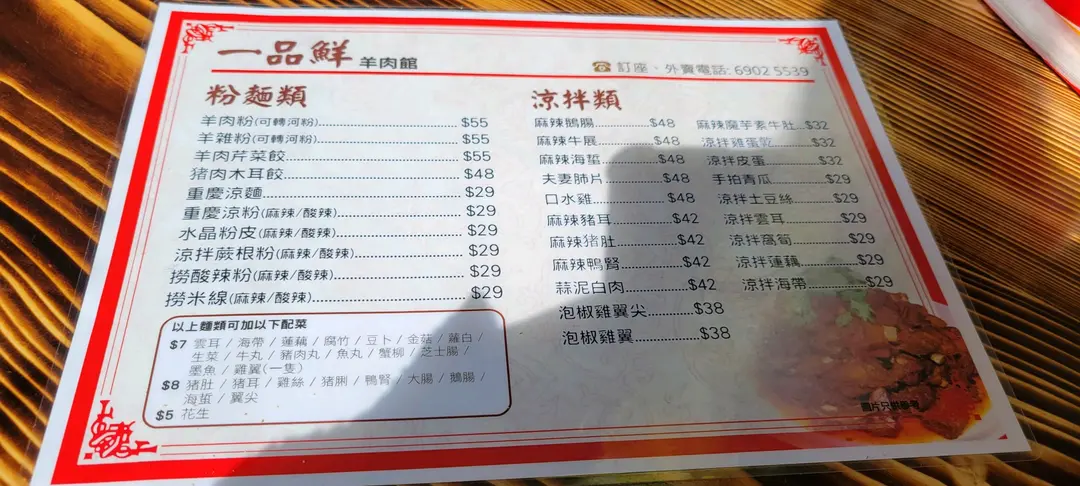 一品鮮 羊肉館
訂座、外賣電話: 6902 5539
粉麵類
羊肉粉(可轉河粉)....$55
羊雜粉(可轉河粉)....$55
羊肉芹菜餃....$55
猪肉木耳餃....$48
重慶涼麵....$29
重慶涼粉(麻辣/酸辣)....$29
水晶粉皮(麻辣/酸辣)....$29
涼拌蕨根粉(麻辣/酸辣)....$29
撈酸辣粉(麻辣/酸辣)....$29
撈米線(麻辣/酸辣)....$29
以上麵類可加以下配菜
$7 雲耳 / 海帶 / 蓮藕 / 腐竹 / 豆卜 / 金菇 / 蘿白 /
生菜 / 牛丸 / 豬肉丸 / 魚丸 / 蟹柳 / 芝士腸 /
墨魚 / 雞翼(一隻)
$8 猪肚 / 猪耳 / 雞絲 / 猪脷 / 鴨腎 / 大腸 / 鵝腸 /
海蜇 / 翼尖
$5 花生
涼拌類
麻辣鵝腸....$48
麻辣牛展....$48
麻辣海蜇....$48
夫妻肺片....$48
口水雞....$48
麻辣豬耳....$42
麻辣猪肚....$42
麻辣鴨腎....$42
蒜泥白肉....$42
泡椒雞翼尖....$38
泡椒雞翼....$38
麻辣魔芋素牛肚....$32
涼拌雞蛋乾....$32
涼拌皮蛋....$32
手拍青瓜....$29
涼拌土豆絲....$29
涼拌雲耳....$29
涼拌萵筍....$29
涼拌蓮藕....$29
涼拌海帶....$29
圖片只供參考